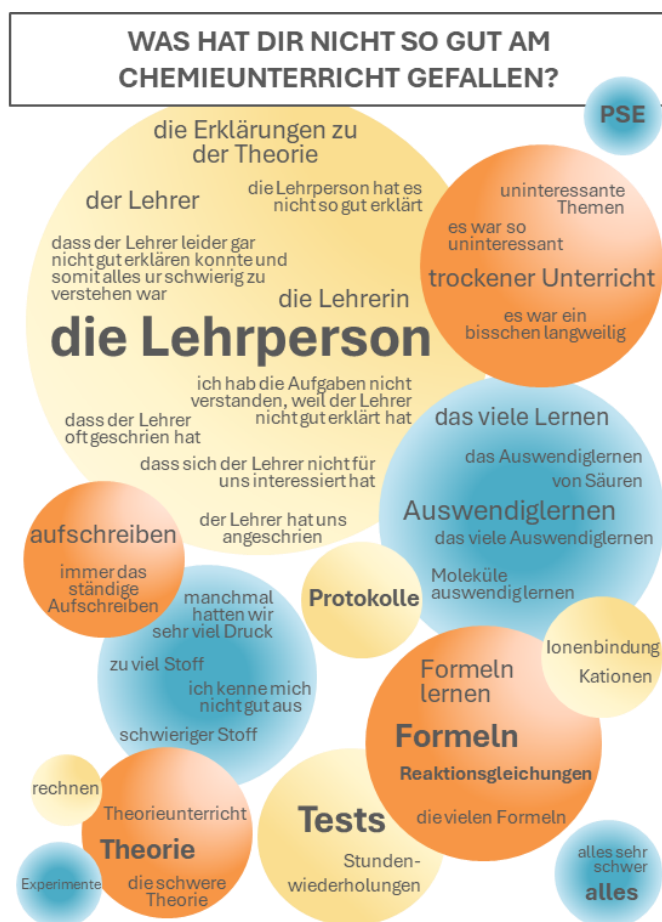 WAS HAT DIR NICHT SO GUT AM
CHEMIEUNTERRICHT GEFALLEN?
PSE
die Erklärungen zu
der Theorie
der Lehrer
die Lehrperson hat es
nicht so gut erklärt
dass der Lehrer leider gar
nicht gut erklären konnte und
somit alles ur schwierig zu
verstehen war
die Lehrerin
die Lehrperson
ich hab die Aufgaben nicht
verstanden, weil der Lehrer
nicht gut erklärt hat
dass der Lehrer
oft geschrien hat
dass sich der Lehrer nicht für
uns interessiert hat
der Lehrer hat uns
angeschrien
uninteressante
Themen
es war so
uninteressant
trockener Unterricht
es war ein
bisschen langweilig
das viele Lernen
das Auswendiglernen
von Säuren
Auswendiglernen
das viele Auswendiglernen
Moleküle
auswendiglernen
aufschreiben
immer das
ständige
Aufschreiben
Protokolle
manchmal
hatten wir
sehr viel Druck
zu viel Stoff
ich kenne mich
nicht gut aus
schwieriger Stoff
Ionenbindung
Kationen
Formeln
lernen
Formeln
Reaktionsgleichungen
die vielen Formeln
rechnen
Theorieunterricht
Theorie
die schwere
Theorie
Experimente
Tests
Stunden-
wiederholungen
alles sehr
schwer
alles